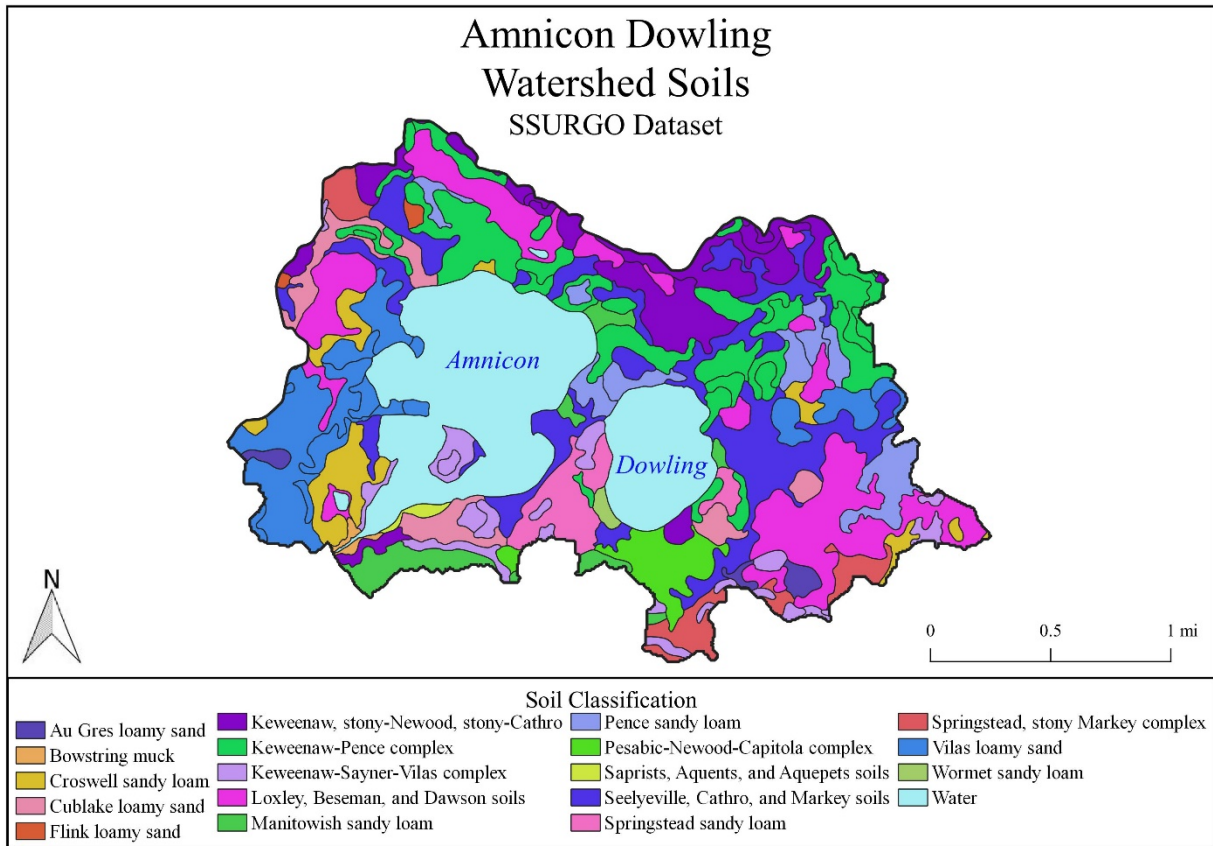 Amnicon Dowling
Watershed Soils
SSURGO Dataset
Amnicon
Dowling
N
0 0.5 1 mi
Soil Classification
Au Gres loamy sand
Bowstring muck
Croswell sandy loam
Cublake loamy sand
Flink loamy sand
Keweenaw, stony-Newood, stony-Cathro
Keweenaw-Pence complex
Keweenaw-Sayner-Vilas complex
Loxley, Beseman, and Dawson soils
Manitowish sandy loam
Pence sandy loam
Pesabic-Newood-Capitola complex
Saprists, Aquents, and Aquepets soils
Seelyeville, Cathro, and Markey soils
Springstead sandy loam
Springstead, stony Markey complex
Vilas loamy sand
Wormet sandy loam
Water